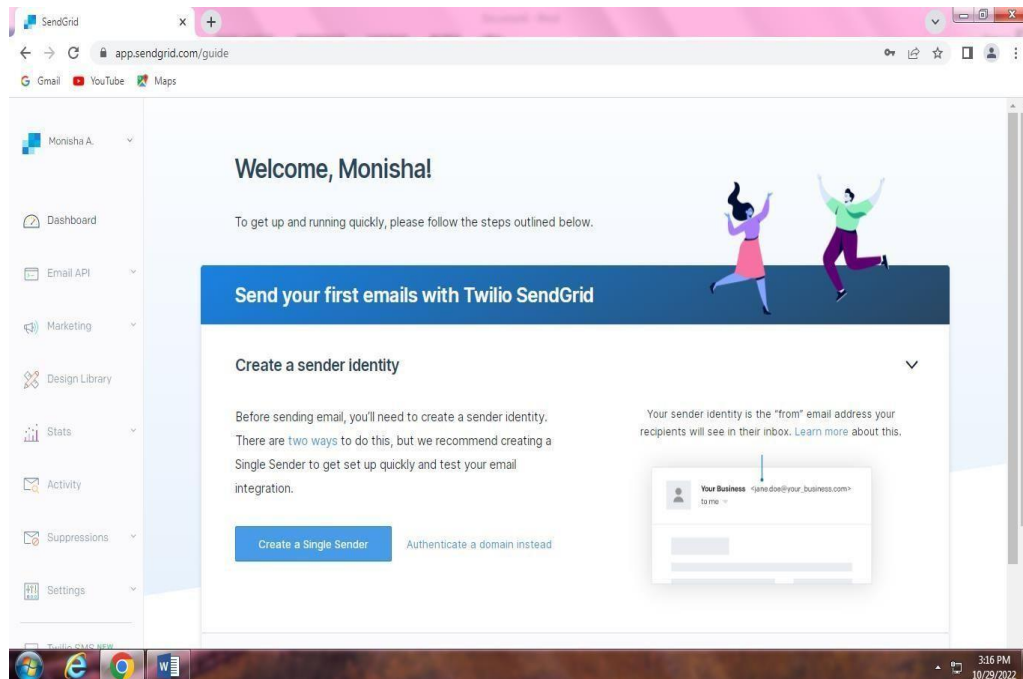 SendGrid
app.sendgrid.com/guide
Gmail YouTube Maps
Monisha A.
Dashboard
Email API
Marketing
Design Library
Stats
Activity
Suppressions
Settings
Twilio SMS NEW
Welcome, Monisha!
To get up and running quickly, please follow the steps outlined below.
Send your first emails with Twilio SendGrid
Create a sender identity
Before sending email, you'll need to create a sender identity.
There are two ways to do this, but we recommend creating a
Single Sender to get set up quickly and test your email
integration.
Create a Single Sender
Authenticate a domain instead
Your sender identity is the "from" email address your
recipients will see in their inbox. Learn more about this.
Your Business <jane.doe@your_business.com>
to me
3:16 PM
10/29/2022